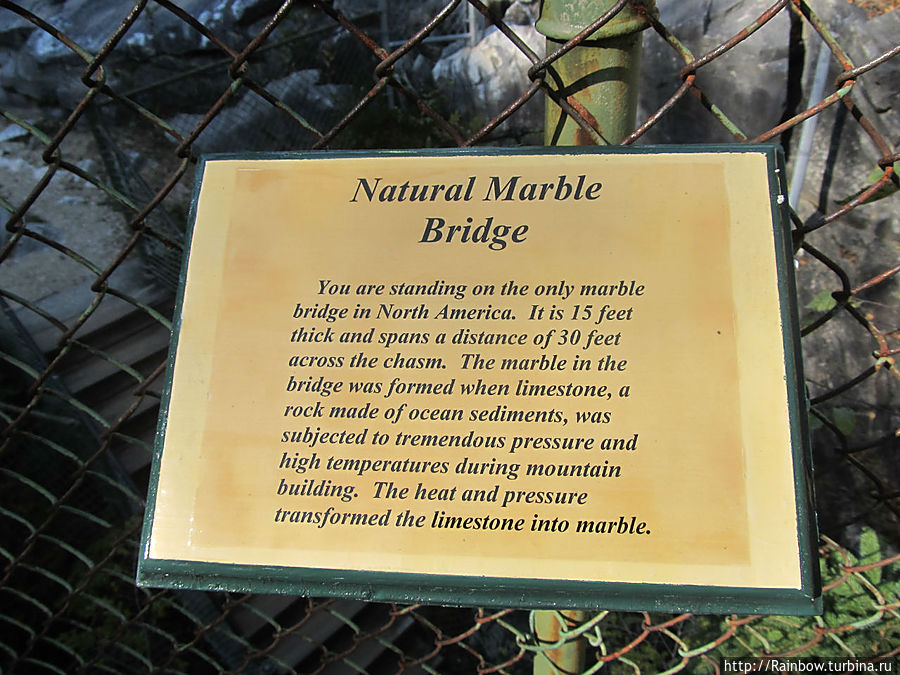 Natural Marble
Bridge
You are standing on the only marble
bridge in North America. It is 15 feet
thick and spans a distance of 30 feet
across the chasm. The marble in the
bridge was formed when limestone, a
rock made of ocean sediments, was
subjected to tremendous pressure and
high temperatures during mountain
building. The heat and pressure
transformed the limestone into marble.
http://Rainbow.turbina.ru